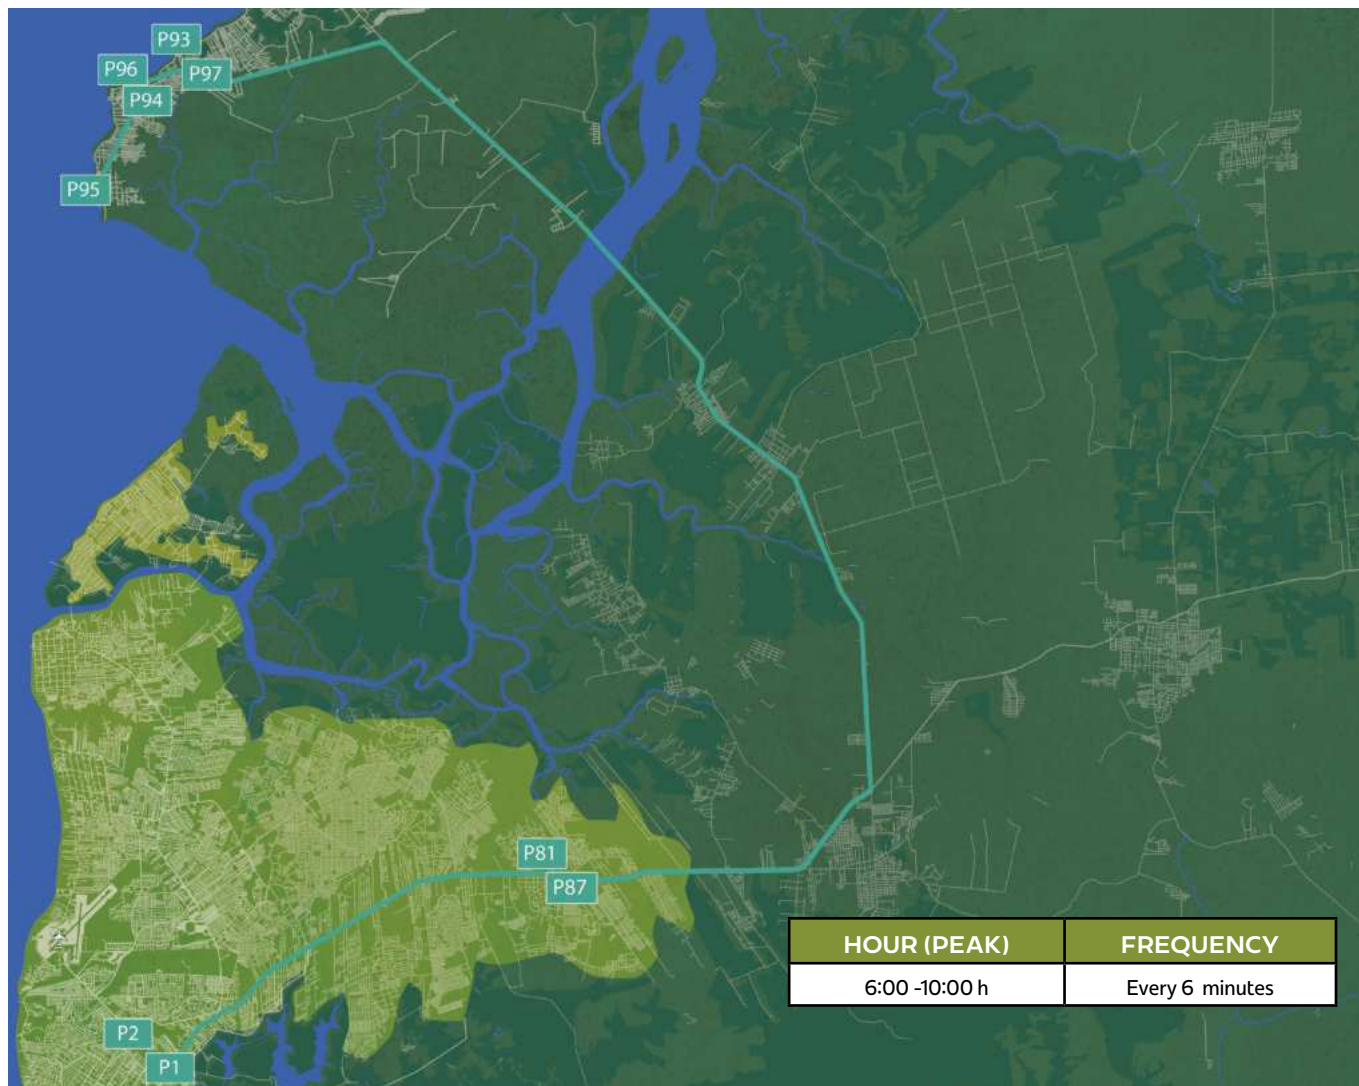 P93
P96
P97
P94
P95
P81
P87
P2
P1
HOUR (PEAK) FREQUENCY
6:00 -10:00 h Every 6 minutes